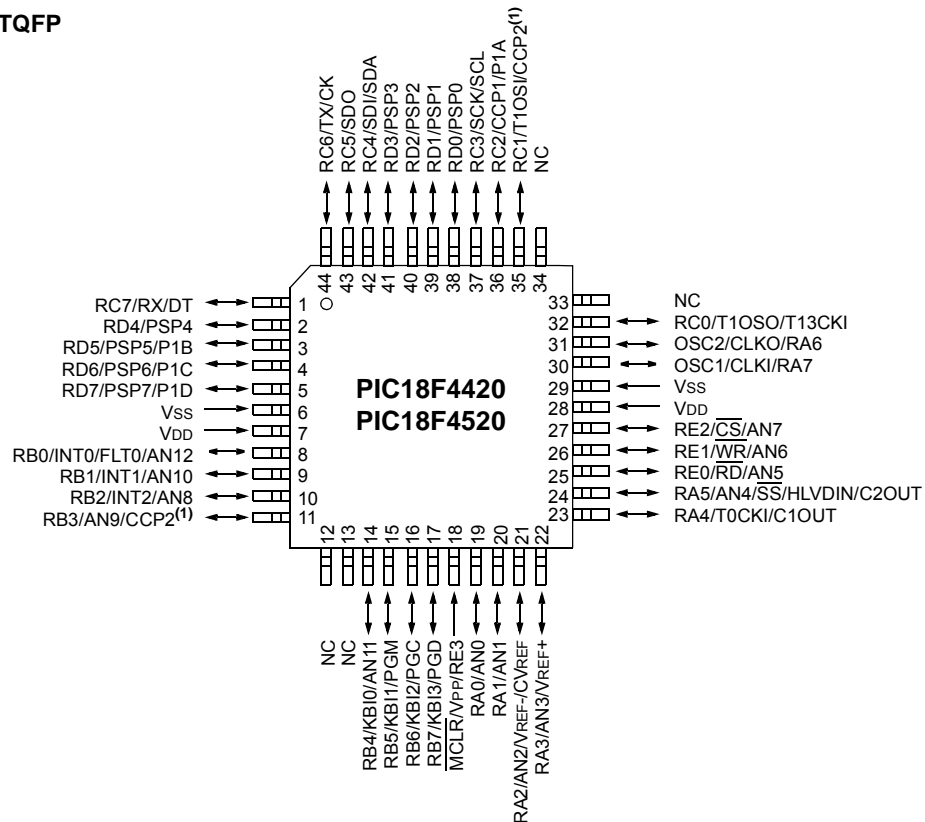 TQFP
RC6/TX/CK
RC5/SDO
RC4/SDI/SDA
RD3/PSP3
RD2/PSP2
RD1/PSP1
RD0/PSP0
RC3/SCK/SCL
RC2/CCP1/P1A
RC1/T1OSI/CCP2(1)
NC
44 43 42 41 40 39 38 37 36 35 34
RC7/RX/DT 1
RD4/PSP4 2
RD5/PSP5/P1B 3
RD6/PSP6/P1C 4
RD7/PSP7/P1D 5
VSS 6
VDD 7
RB0/INT0/FLT0/AN12 8
RB1/INT1/AN10 9
RB2/INT2/AN8 10
RB3/AN9/CCP2(1) 11
PIC18F4420
PIC18F4520
33 NC
32 RC0/T1OSO/T13CKI
31 OSC2/CLKO/RA6
30 OSC1/CLKI/RA7
29 VSS
28 VDD
27 RE2/CS/AN7
26 RE1/WR/AN6
25 RE0/RD/AN5
24 RA5/AN4/SS/HLVDIN/C2OUT
23 RA4/T0CKI/C1OUT
12 13 14 15 16 17 18 19 20 21 22
NC
NC
RB4/KBI0/AN11
RB5/KBI1/PGM
RB6/KBI2/PGC
RB7/KBI3/PGD
MCLR/VPP/RE3
RA0/AN0
RA1/AN1
RA2/AN2/VREF-/CVREF
RA3/AN3/VREF+